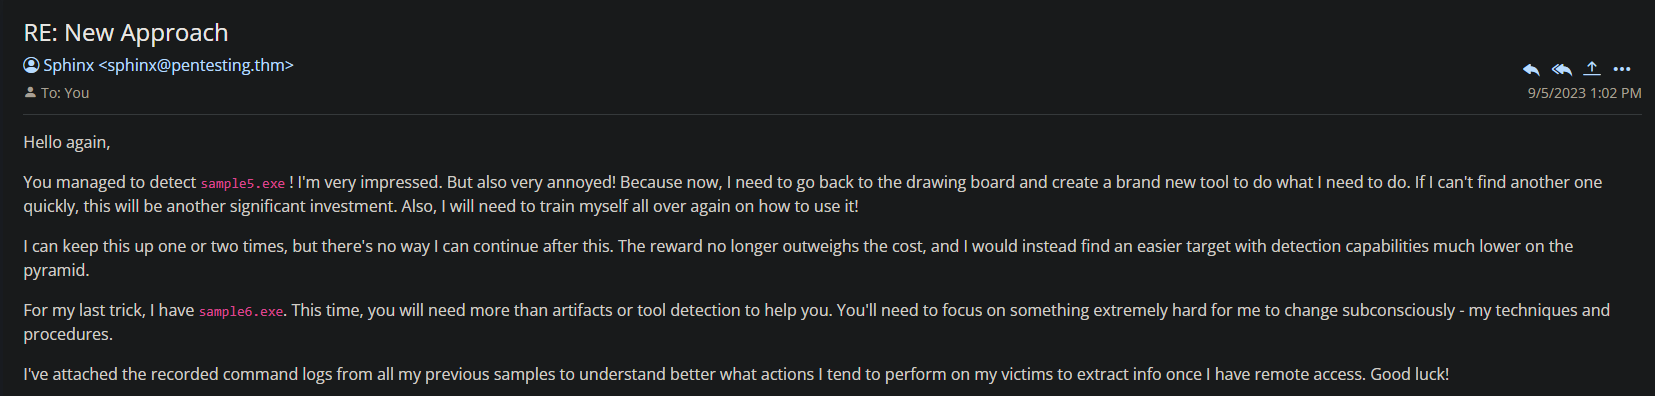 RE: New Approach
Sphinx <sphinx@pentesting.thm>
To: You
9/5/2023 1:02 PM
Hello again,
You managed to detect sample5.exe ! I'm very impressed. But also very annoyed! Because now, I need to go back to the drawing board and create a brand new tool to do what I need to do. If I can't find another one
quickly, this will be another significant investment. Also, I will need to train myself all over again on how to use it!
I can keep this up one or two times, but there's no way I can continue after this. The reward no longer outweighs the cost, and I would instead find an easier target with detection capabilities much lower on the
pyramid.
For my last trick, I have sample6.exe. This time, you will need more than artifacts or tool detection to help you. You'll need to focus on something extremely hard for me to change subconsciously - my techniques and
procedures.
I've attached the recorded command logs from all my previous samples to understand better what actions I tend to perform on my victims to extract info once I have remote access. Good luck!